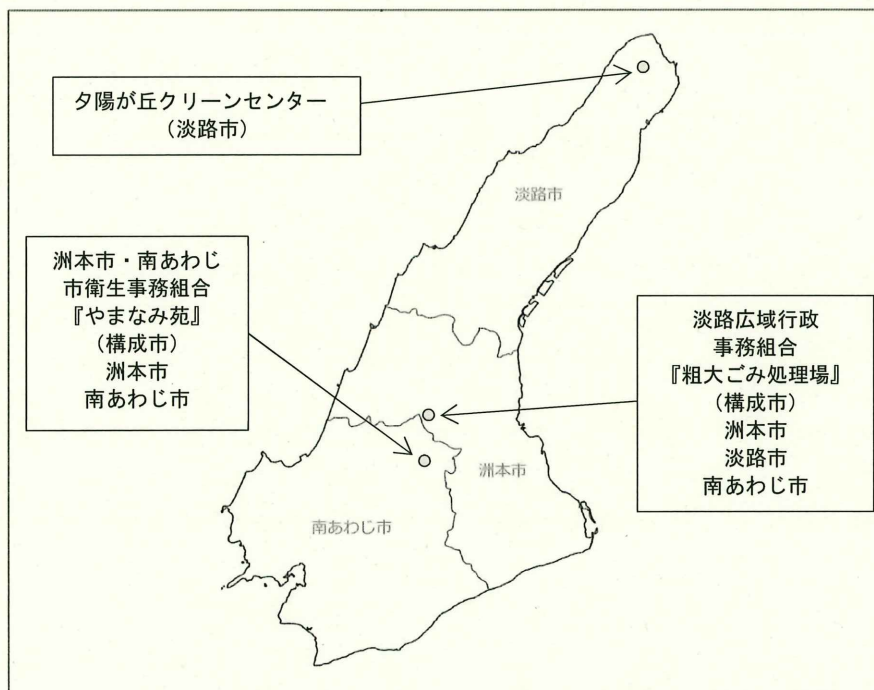 夕陽が丘クリーンセンター
（淡路市）
淡路市
洲本市・南あわじ
市衛生事務組合
『やまなみ苑』
(構成市)
洲本市
南あわじ市
淡路広域行政
事務組合
『粗大ごみ処理場』
(構成市)
洲本市
淡路市
南あわじ市
洲本市
南あわじ市